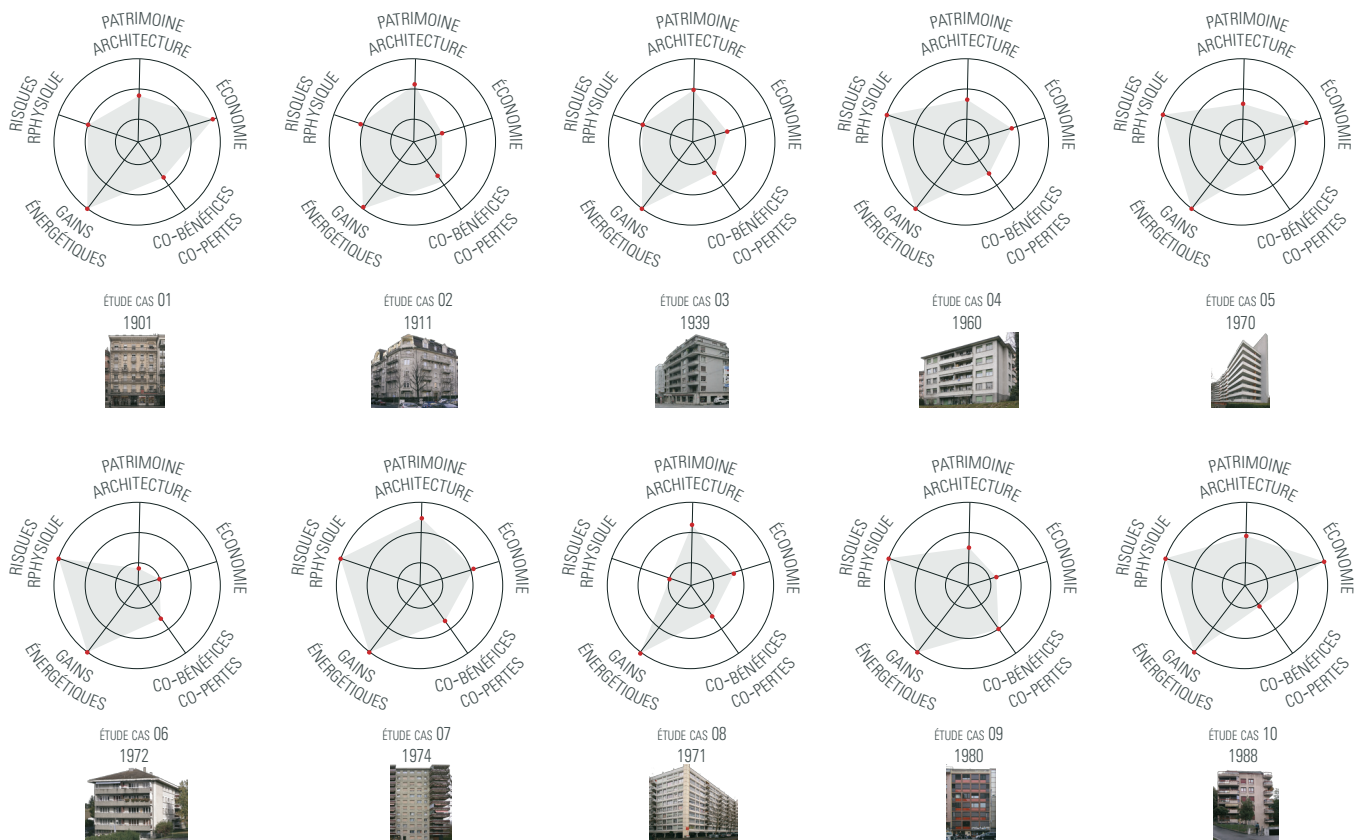 PATRIMOINE
ARCHITECTURE
ÉCONOMIE
CO-BÉNÉFICES
CO-PERTES
GAINS
ÉNERGÉTIQUES
RISQUES
RPHYSIQUE
ÉTUDE CAS 01
1901
PATRIMOINE
ARCHITECTURE
ÉCONOMIE
CO-BÉNÉFICES
CO-PERTES
GAINS
ÉNERGÉTIQUES
RISQUES
RPHYSIQUE
ÉTUDE CAS 02
1911
PATRIMOINE
ARCHITECTURE
ÉCONOMIE
CO-BÉNÉFICES
CO-PERTES
GAINS
ÉNERGÉTIQUES
RISQUES
RPHYSIQUE
ÉTUDE CAS 03
1939
PATRIMOINE
ARCHITECTURE
ÉCONOMIE
CO-BÉNÉFICES
CO-PERTES
GAINS
ÉNERGÉTIQUES
RISQUES
RPHYSIQUE
ÉTUDE CAS 04
1960
PATRIMOINE
ARCHITECTURE
ÉCONOMIE
CO-BÉNÉFICES
CO-PERTES
GAINS
ÉNERGÉTIQUES
RISQUES
RPHYSIQUE
ÉTUDE CAS 05
1970
PATRIMOINE
ARCHITECTURE
ÉCONOMIE
CO-BÉNÉFICES
CO-PERTES
GAINS
ÉNERGÉTIQUES
RISQUES
RPHYSIQUE
ÉTUDE CAS 06
1972
PATRIMOINE
ARCHITECTURE
ÉCONOMIE
CO-BÉNÉFICES
CO-PERTES
GAINS
ÉNERGÉTIQUES
RISQUES
RPHYSIQUE
ÉTUDE CAS 07
1974
PATRIMOINE
ARCHITECTURE
ÉCONOMIE
CO-BÉNÉFICES
CO-PERTES
GAINS
ÉNERGÉTIQUES
RISQUES
RPHYSIQUE
ÉTUDE CAS 08
1971
PATRIMOINE
ARCHITECTURE
ÉCONOMIE
CO-BÉNÉFICES
CO-PERTES
GAINS
ÉNERGÉTIQUES
RISQUES
RPHYSIQUE
ÉTUDE CAS 09
1980
PATRIMOINE
ARCHITECTURE
ÉCONOMIE
CO-BÉNÉFICES
CO-PERTES
GAINS
ÉNERGÉTIQUES
RISQUES
RPHYSIQUE
ÉTUDE CAS 10
1988